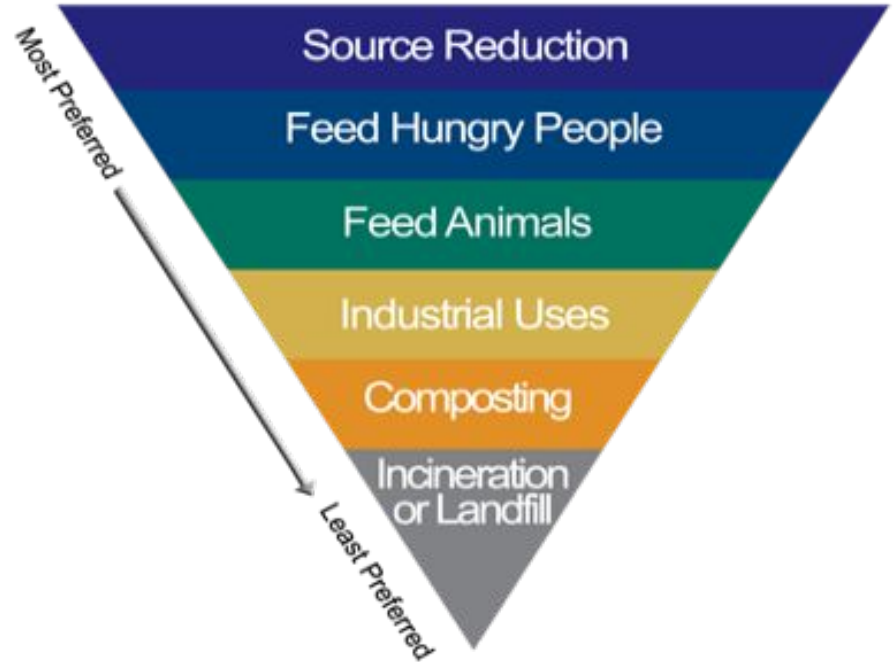 Most Preferred
Least Preferred
Source Reduction
Feed Hungry People
Feed Animals
Industrial Uses
Composting
Incineration
or Landfill